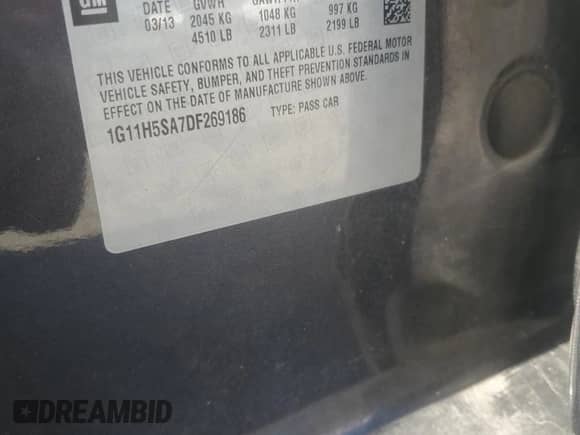 GM DATE GVWR GAWR FRT
03/13 2045 KG 1048 KG 997 KG
4510 LB 2311 LB 2199 LB
THIS VEHICLE CONFORMS TO ALL APPLICABLE U.S. FEDERAL MOTOR
VEHICLE SAFETY, BUMPER, AND THEFT PREVENTION STANDARDS IN
EFFECT ON THE DATE OF MANUFACTURE SHOWN ABOVE.
1G11H5SA7DF269186 TYPE: PASS CAR
DREAMBID